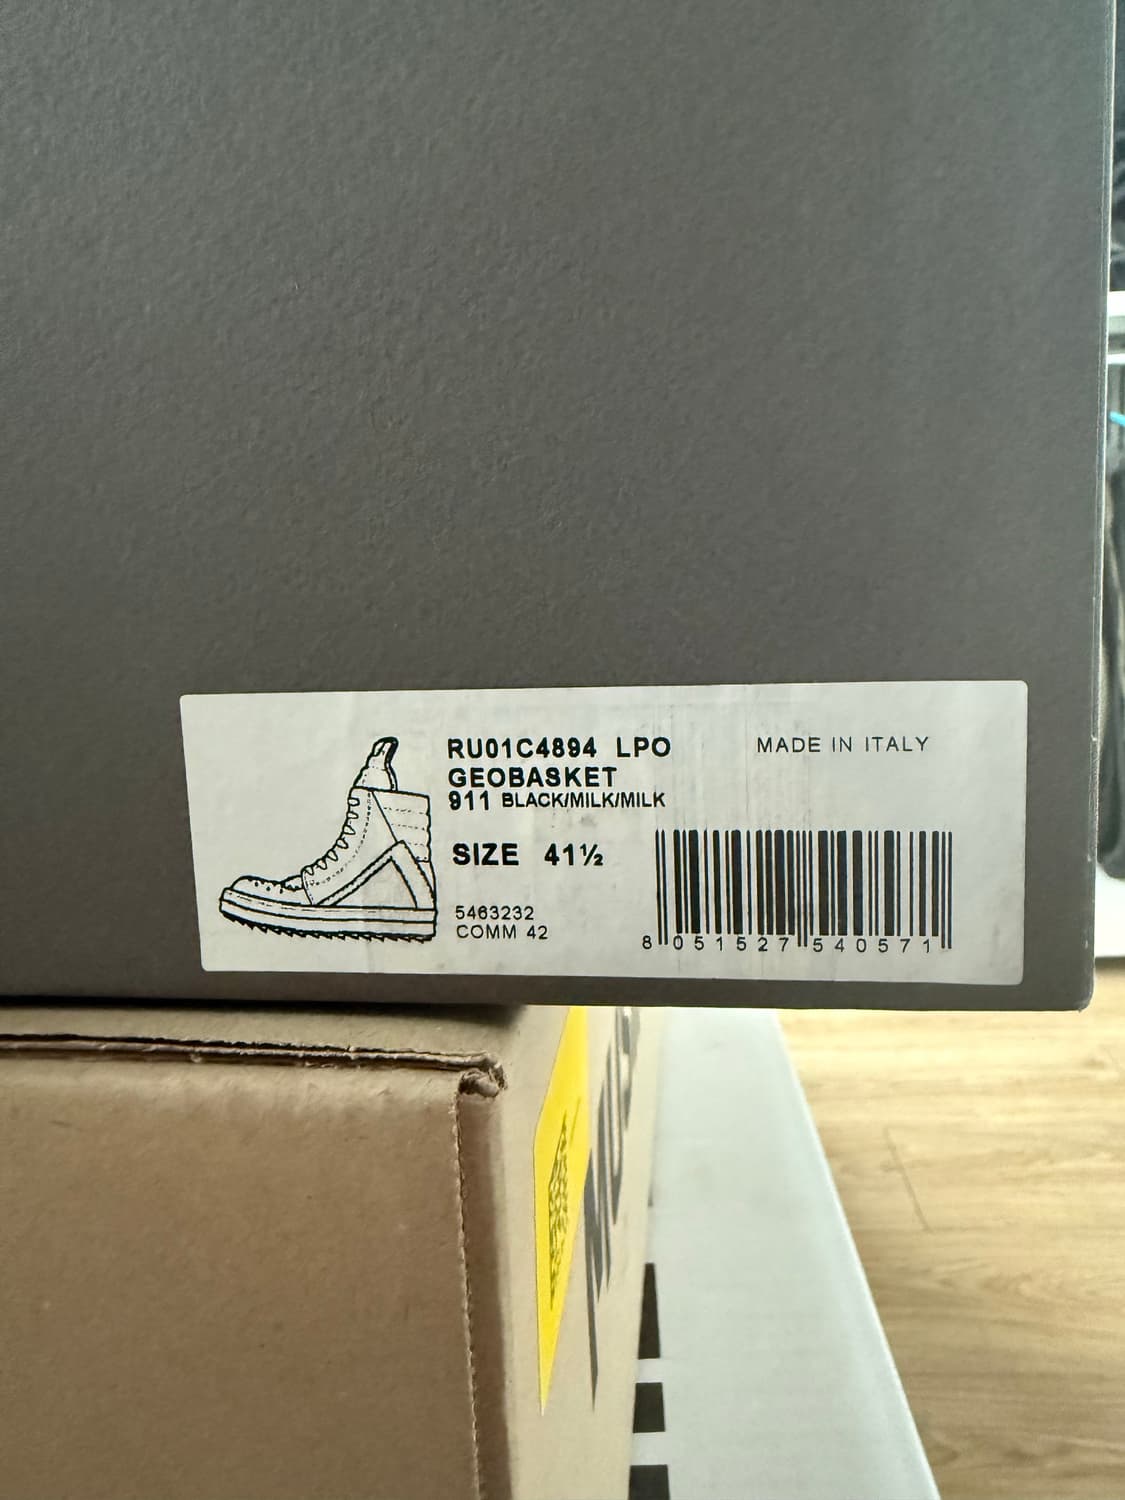 RU01C4894 LPO
MADE IN ITALY
GEOBASKET
911 BLACK/MILK/MILK
SIZE 41½
5463232
COMM 42
8 051527 540571